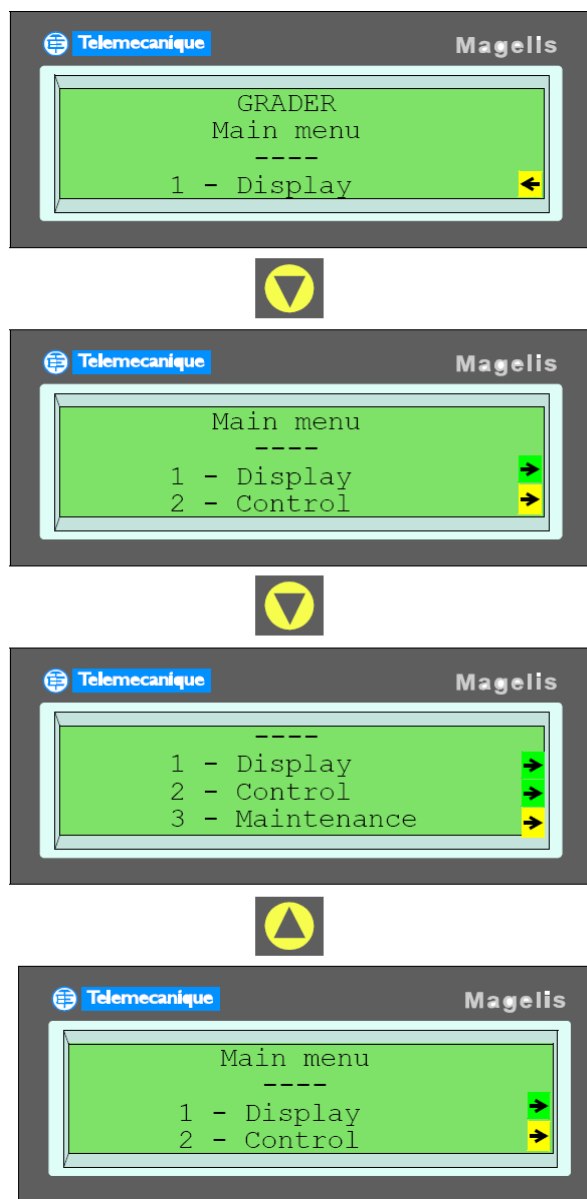 Telemecanique Magelis
GRADER
Main menu
----
1 - Display
Telemecanique Magelis
Main menu
----
1 - Display
2 - Control
Telemecanique Magelis
----
1 - Display
2 - Control
3 - Maintenance
Telemecanique Magelis
Main menu
----
1 - Display
2 - Control